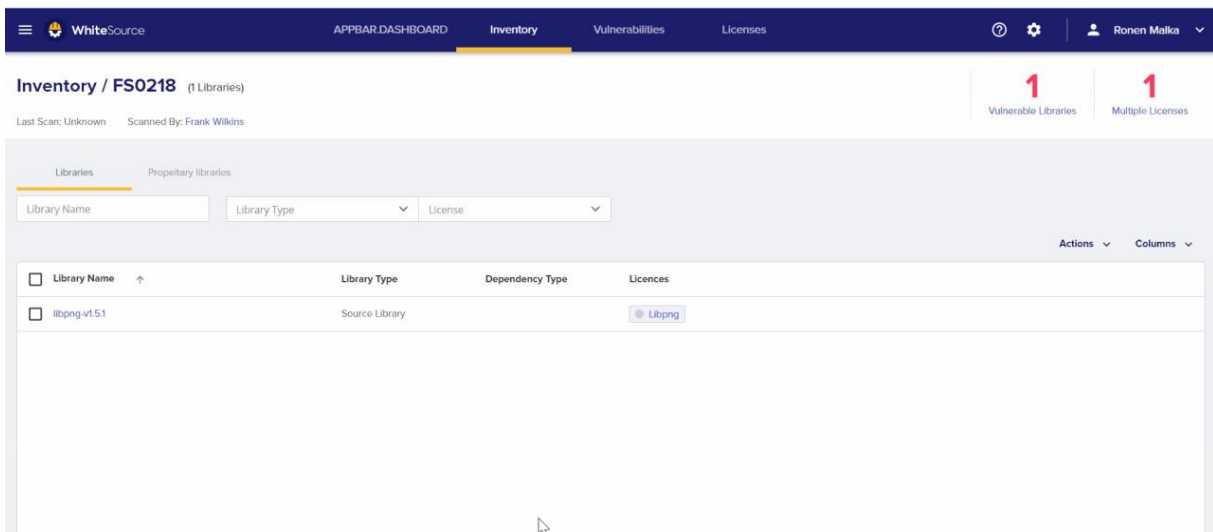 WhiteSource APPBAR.DASHBOARD Inventory Vulnerabilities Licenses Ronen Malka
Inventory / FS0218 (1 Libraries)
1 1
Vulnerable Libraries Multiple Licenses
Last Scan: Unknown Scanned By: Frank Wilkins
Libraries Propeitary libraries
Library Name Library Type License
Actions Columns
Library Name Library Type Dependency Type Licences
libpng-v1.5.1 Source Library Libpng